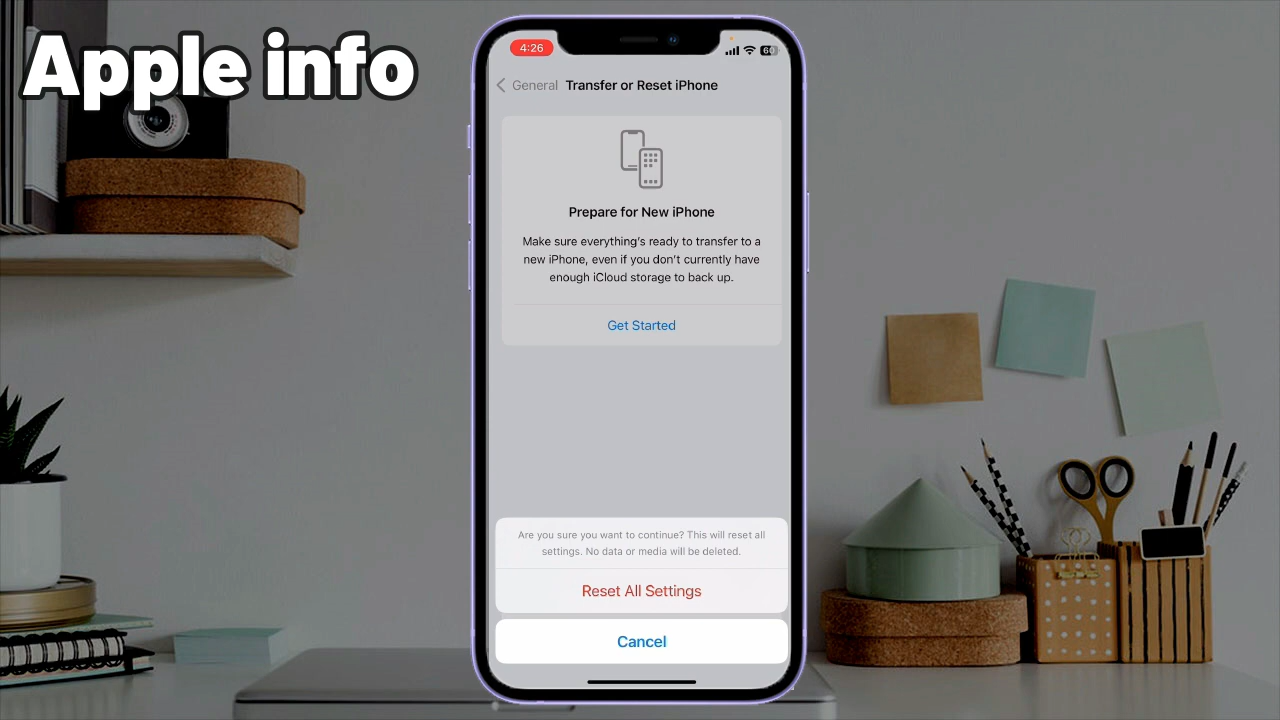 Apple info
4:26
60
General
Transfer or Reset iPhone
Prepare for New iPhone
Make sure everything's ready to transfer to a
new iPhone, even if you don't currently have
enough iCloud storage to back up.
Get Started
Are you sure you want to continue? This will reset all
settings. No data or media will be deleted.
Reset All Settings
Cancel